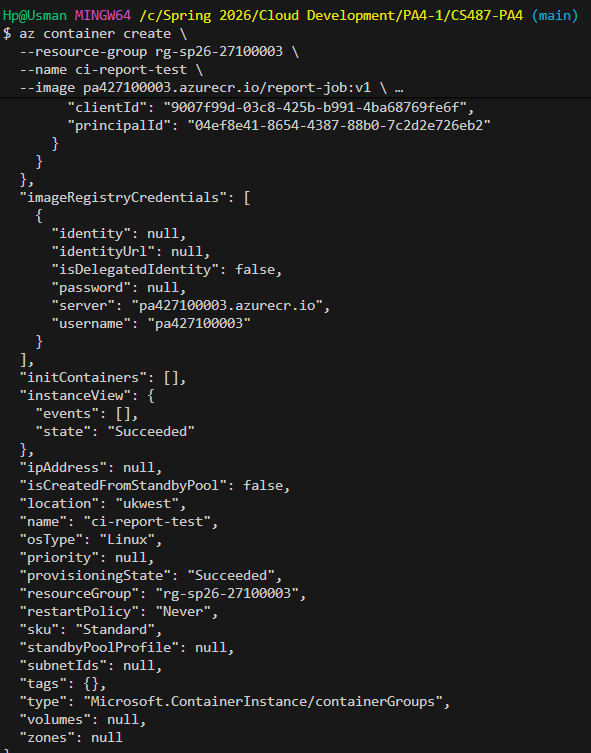 Hp@Usman MINGW64 /c/Spring 2026/Cloud Development/PA4-1/CS487-PA4 (main)
$ az container create \
  --resource-group rg-sp26-27100003 \
  --name ci-report-test \
  --image pa427100003.azurecr.io/report-job:v1 \ …
        "clientId": "9007f99d-03c8-425b-b991-4ba68769fe6f",
        "principalId": "04ef8e41-8654-4387-88b0-7c2d2e726eb2"
      }
    }
  },
  "imageRegistryCredentials": [
    {
      "identity": null,
      "identityUrl": null,
      "isDelegatedIdentity": false,
      "password": null,
      "server": "pa427100003.azurecr.io",
      "username": "pa427100003"
    }
  ],
  "initContainers": [],
  "instanceView": {
    "events": [],
    "state": "Succeeded"
  },
  "ipAddress": null,
  "isCreatedFromStandbyPool": false,
  "location": "ukwest",
  "name": "ci-report-test",
  "osType": "Linux",
  "priority": null,
  "provisioningState": "Succeeded",
  "resourceGroup": "rg-sp26-27100003",
  "restartPolicy": "Never",
  "sku": "Standard",
  "standbyPoolProfile": null,
  "subnetIds": null,
  "tags": {},
  "type": "Microsoft.ContainerInstance/containerGroups",
  "volumes": null,
  "zones": null